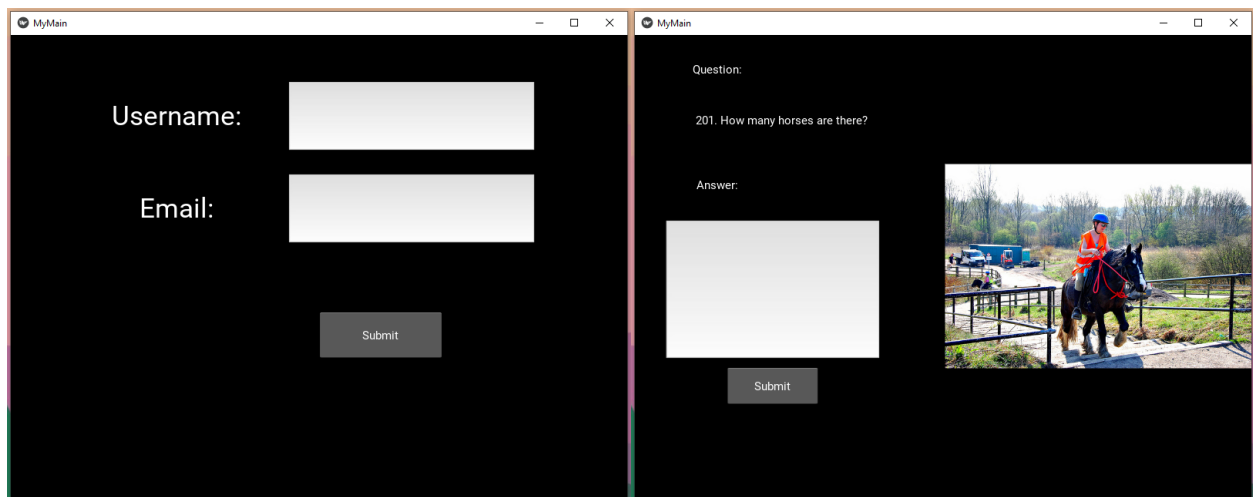 MyMain
Username:
Email:
Submit
MyMain
Question:
201. How many horses are there?
Answer:
Submit